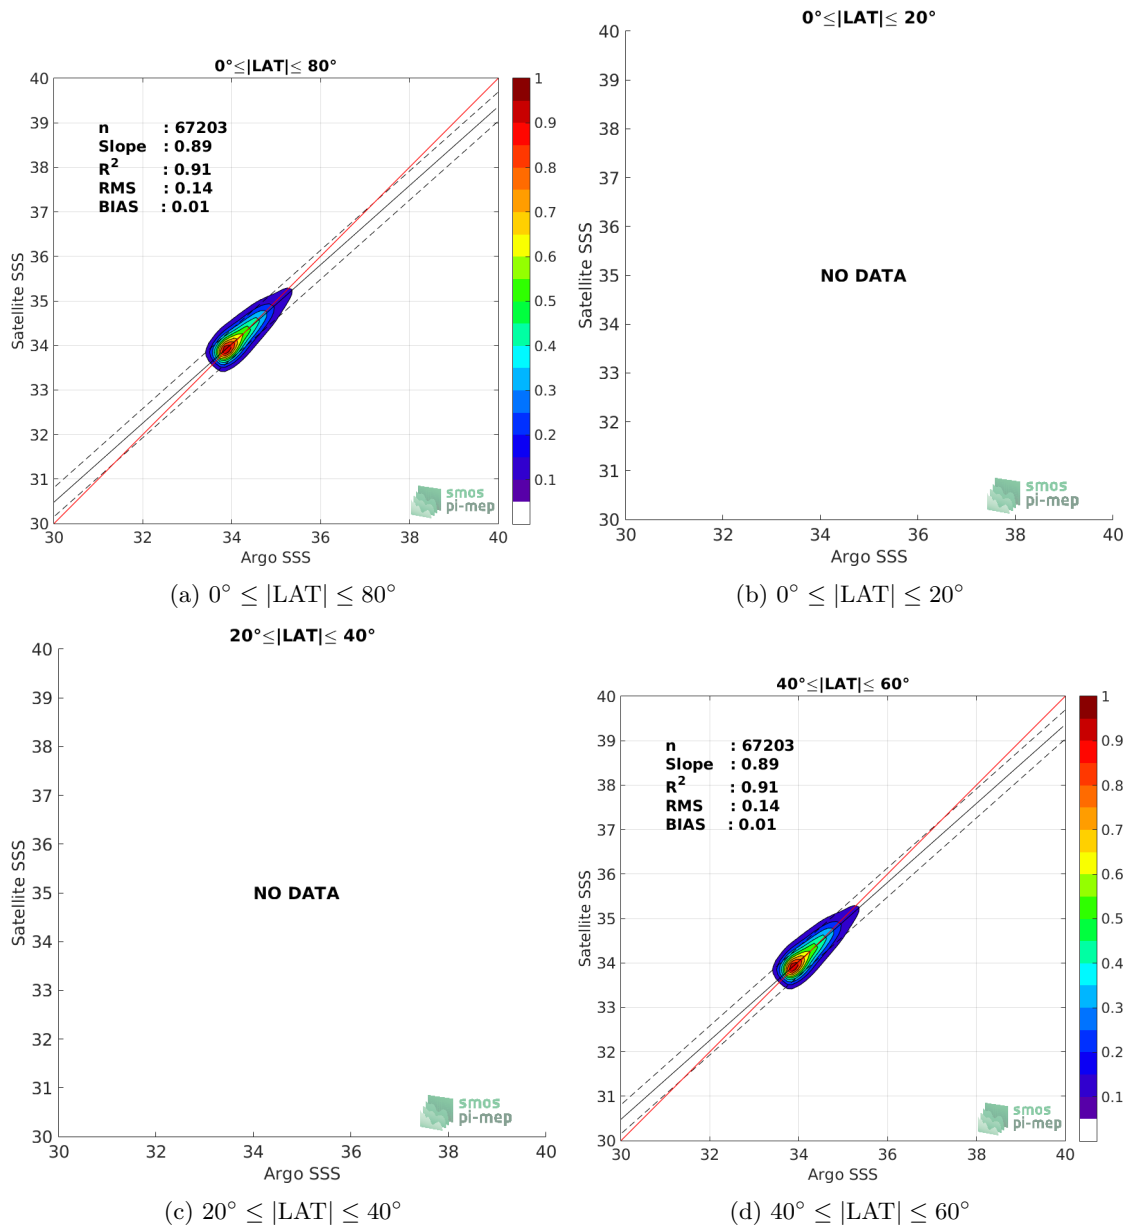 0°≤|LAT|≤ 80°
40
39
38
37
36
35
34
33
32
31
30
30 32 34 36 38 40
Satellite SSS
Argo SSS
n : 67203
Slope : 0.89
R² : 0.91
RMS : 0.14
BIAS : 0.01
1
0.9
0.8
0.7
0.6
0.5
0.4
0.3
0.2
0.1
smos
pi-mep
(a) 0° ≤ |LAT| ≤ 80°
0°≤|LAT|≤ 20°
40
39
38
37
36
35
34
33
32
31
30
30 32 34 36 38 40
Satellite SSS
Argo SSS
NO DATA
smos
pi-mep
(b) 0° ≤ |LAT| ≤ 20°
20°≤|LAT|≤ 40°
40
39
38
37
36
35
34
33
32
31
30
30 32 34 36 38 40
Satellite SSS
Argo SSS
NO DATA
smos
pi-mep
(c) 20° ≤ |LAT| ≤ 40°
40°≤|LAT|≤ 60°
40
39
38
37
36
35
34
33
32
31
30
30 32 34 36 38 40
Satellite SSS
Argo SSS
n : 67203
Slope : 0.89
R² : 0.91
RMS : 0.14
BIAS : 0.01
1
0.9
0.8
0.7
0.6
0.5
0.4
0.3
0.2
0.1
smos
pi-mep
(d) 40° ≤ |LAT| ≤ 60°